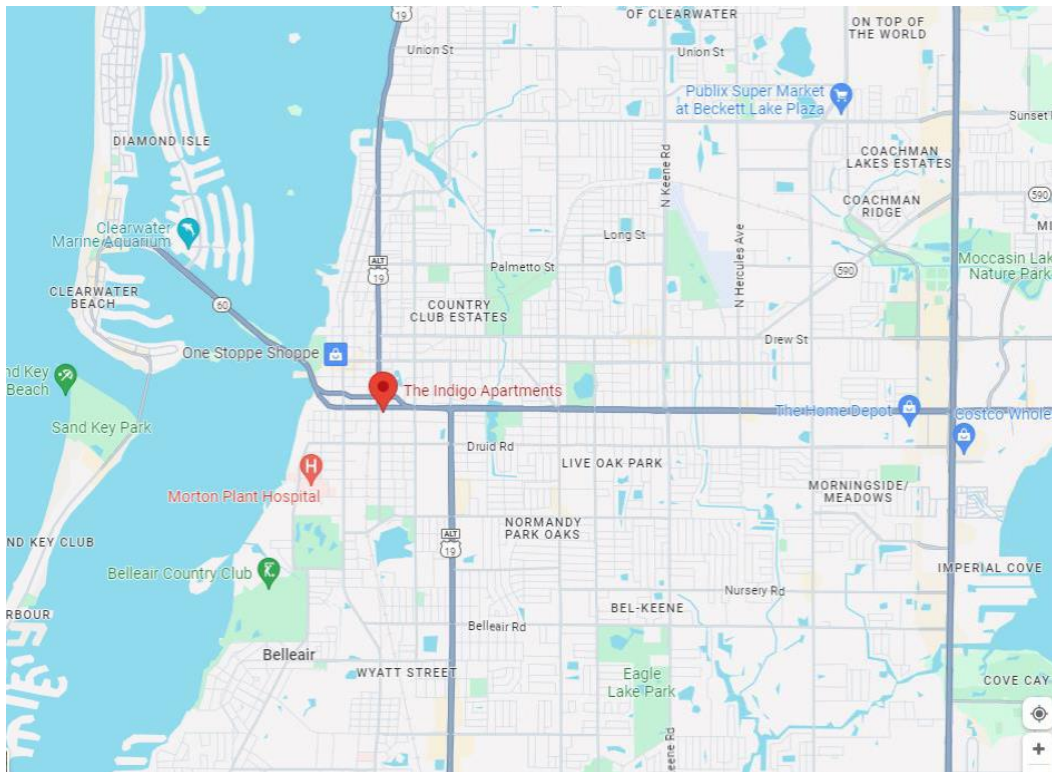 19
OF CLEARWATER
ON TOP OF
THE WORLD
Union St
Union St
Publix Super Market
at Beckett Lake Plaza
Sunset
DIAMOND ISLE
COACHMAN
LAKES ESTATES
N Keene Rd
590
COACHMAN
RIDGE
Clearwater
Marine Aquarium
Long St
N Hercules Ave
ALT
19
Palmetto St
590
Moccasin Lak
Nature Park
CLEARWATER
BEACH
60
COUNTRY
CLUB ESTATES
Drew St
One Stoppe Shoppe
nd Key
Beach
The Indigo Apartments
The Home Depot
Costco Whole
Sand Key Park
Druid Rd
LIVE OAK PARK
H
Morton Plant Hospital
MORNINGSIDE/
MEADOWS
NORMANDY
PARK OAKS
ALT
19
ND KEY CLUB
IMPERIAL COVE
Belleair Country Club
Nursery Rd
RBOUR
BEL-KEENE
Belleair Rd
Belleair
WYATT STREET
Eagle
Lake Park
COVE CAY
eene Rd
+